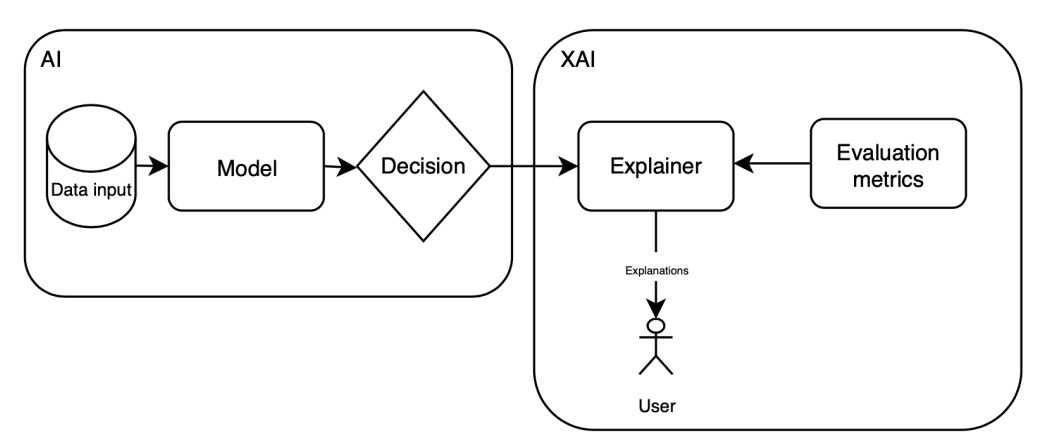 AI
Data input
Model
Decision
XAI
Explainer
Evaluation
metrics
Explanations
User